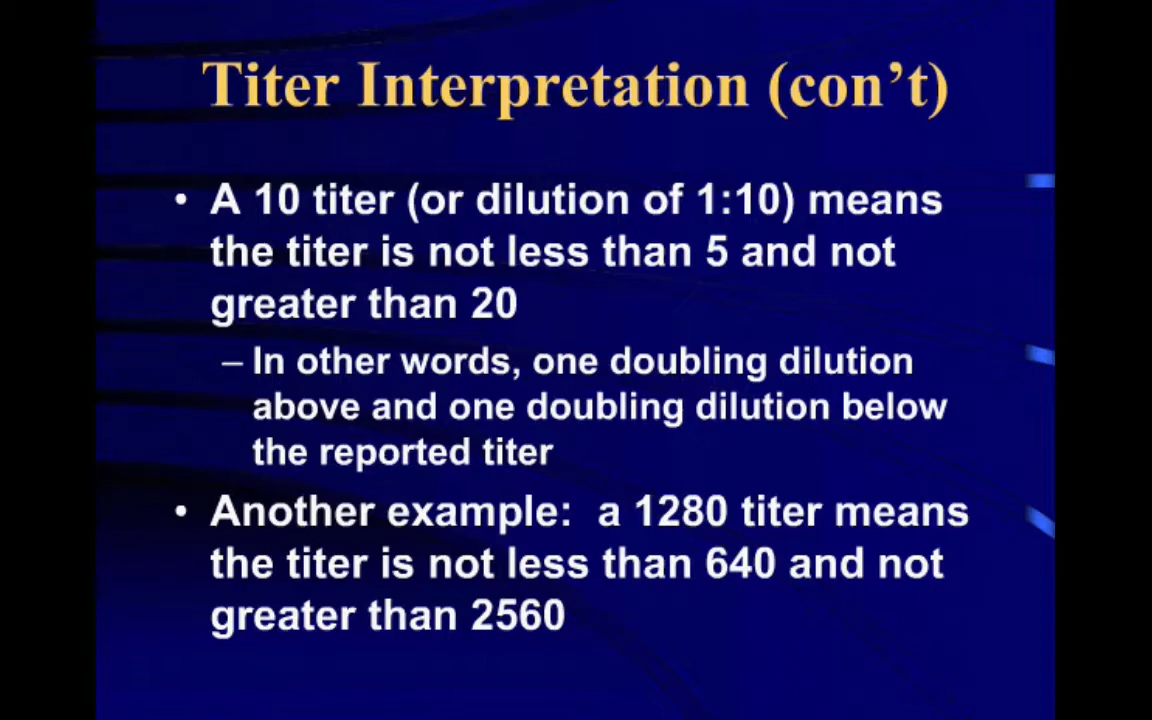 Titer Interpretation (con’t)
• A 10 titer (or dilution of 1:10) means
the titer is not less than 5 and not
greater than 20
– In other words, one doubling dilution
above and one doubling dilution below
the reported titer
• Another example:  a 1280 titer means
the titer is not less than 640 and not
greater than 2560